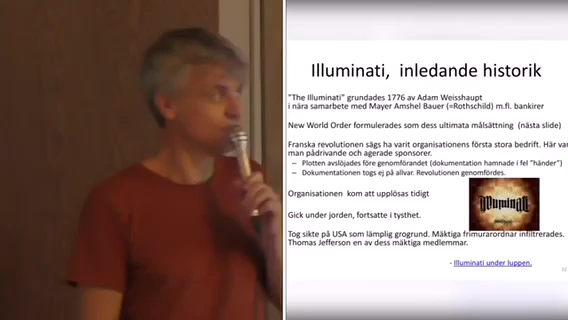 Illuminati, inledande historik
"The Illuminati" grundades 1776 av Adam Weisshaupt
i nära samarbete med Mayer Amshel Bauer (=Rothschild) m.fl. bankirer
New World Order formulerades som dess ultimata målsättning (nästa slide)
Franska revolutionen sägs ha varit organisationens första stora bedrift. Här var
man pådrivande och agerade sponsorer.
– Plotten avslöjades före genomförandet (dokumentation hamnade i fel "händer")
– Dokumentationen togs ej på allvar. Revolutionen genomfördes.
Organisationen kom att upplösas tidigt
Illuminati
Gick under jorden, fortsatte i tysthet.
Tog sikte på USA som lämplig grogrund. Mäktiga frimurarordnar infiltrerades.
Thomas Jefferson en av dess mäktiga medlemmar.
- Illuminati under luppen.